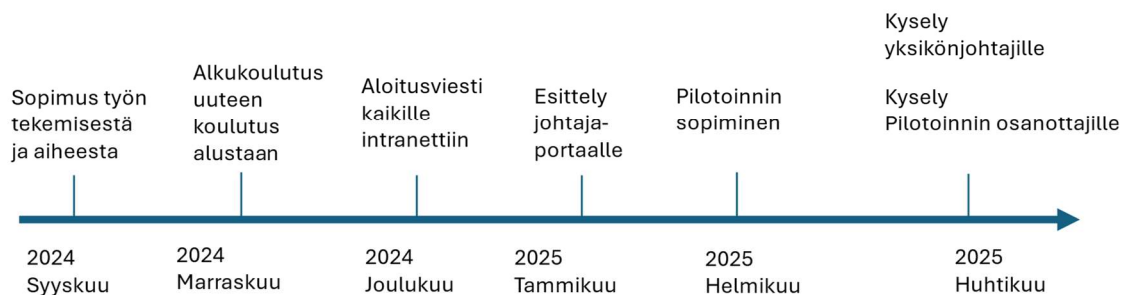 Sopimus työn
tekemisestä
ja aiheesta
Alkukoulutus
uuteen
koulutus
alustaan
Aloitusviesti
kaikille
intranettiin
Esittely
johtaja-
portaalle
Pilotoinnin
sopiminen
Kysely
yksikönjohtajille
Kysely
Pilotoinnin osanottajille
2024
Syyskuu
2024
Marraskuu
2024
Joulukuu
2025
Tammikuu
2025
Helmikuu
2025
Huhtikuu